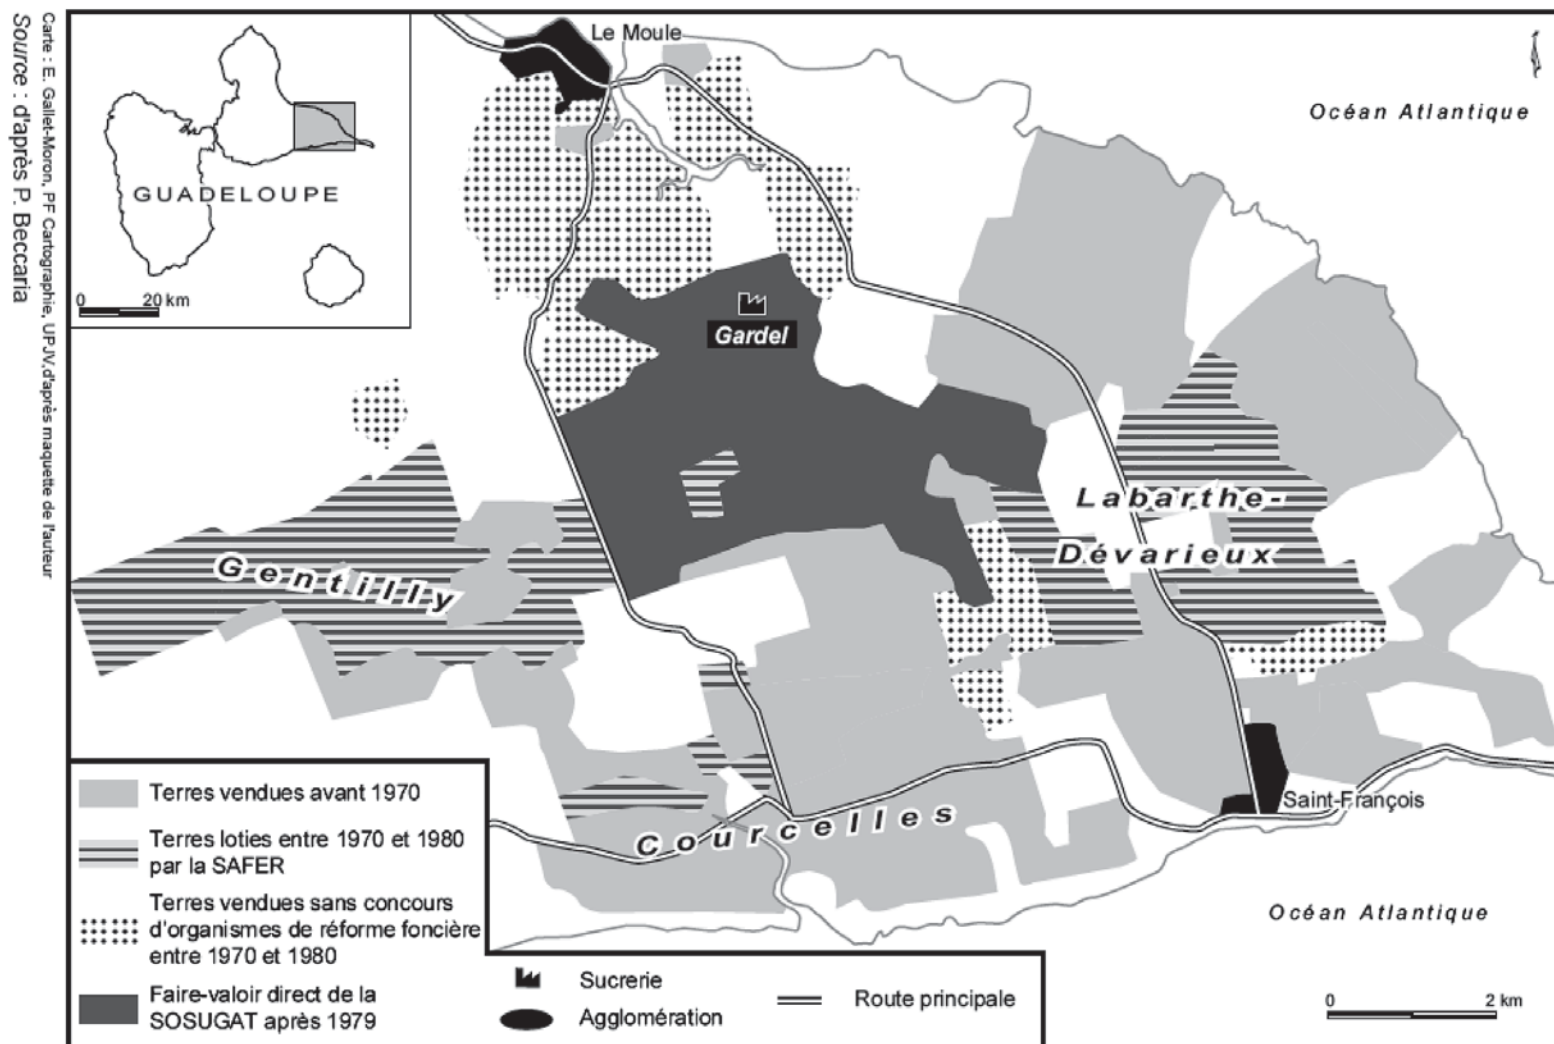 Carte : E. Gallet-Moron, PF Cartographie, UPJV,d'après maquette de l'auteur
Source : d'après P. Beccaria
GUADELOUPE
0 20 km
Le Moule
Océan Atlantique
Gardel
Labarthe-
Dévarieux
Gentilly
Courcelles
Saint-François
Océan Atlantique
Terres vendues avant 1970
Terres loties entre 1970 et 1980
par la SAFER
Terres vendues sans concours
d'organismes de réforme foncière
entre 1970 et 1980
Faire-valoir direct de la
SOSUGAT après 1979
Sucrerie
Agglomération
Route principale
0 2 km